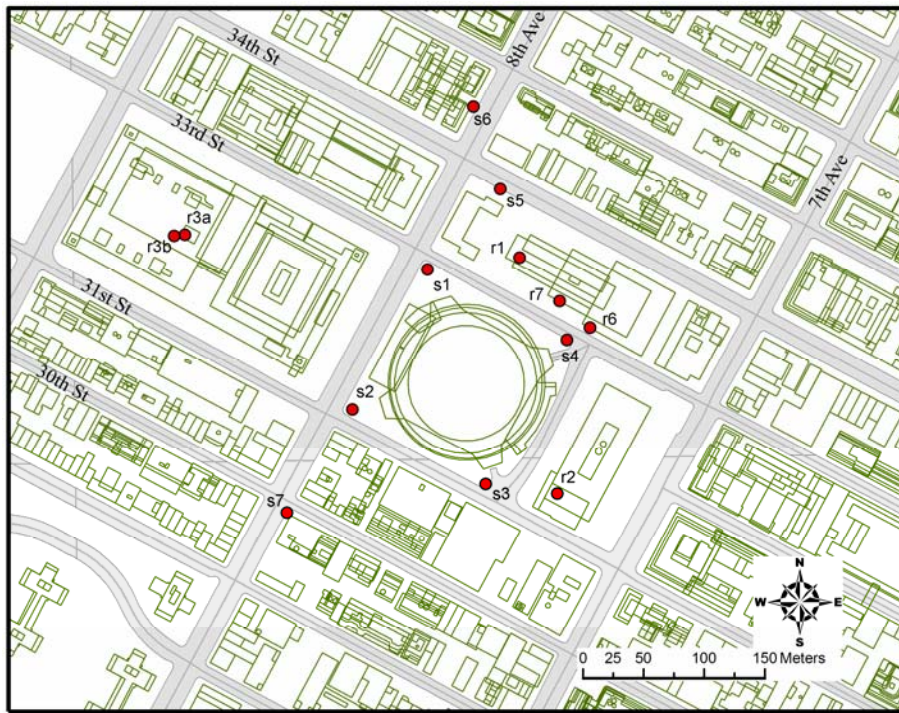 34th St
8th Ave
s6
33rd St
7th Ave
s5
r3a
r3b
r1
s1
31st St
r7
r6
s4
30th St
s2
s3
r2
s7
N
W
E
S
0 25 50 100 150 Meters